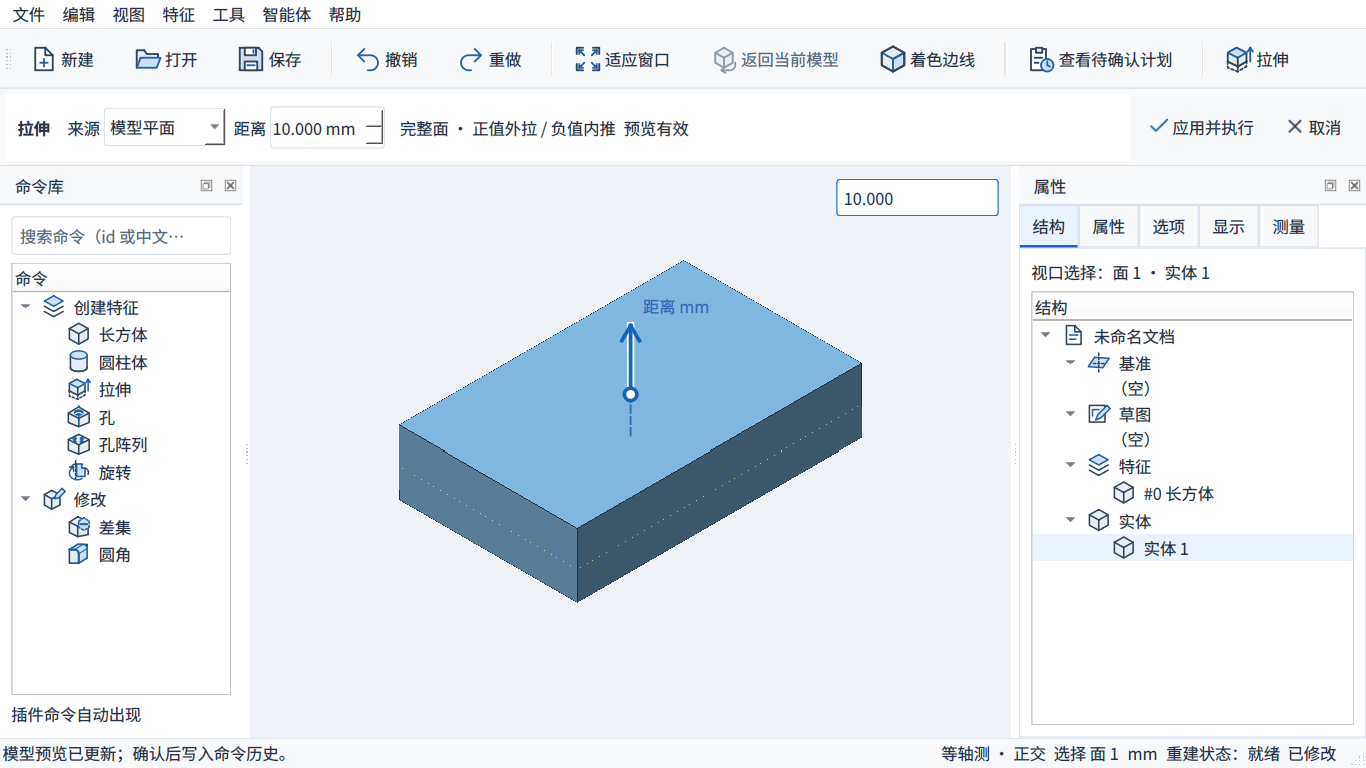 文件 编辑 视图 特征 工具 智能体 帮助
新建 打开 保存 撤销 重做 适应窗口 返回当前模型 着色边线 查看待确认计划 拉伸
拉伸 来源 模型平面 距离 10.000 mm 完整面 · 正值外拉 / 负值内推 预览有效 应用并执行 取消
命令库
搜索命令（id 或中文…
命令
创建特征
长方体
圆柱体
拉伸
孔
孔阵列
旋转
修改
差集
圆角
插件命令自动出现
10.000
距离 mm
属性
结构 属性 选项 显示 测量
视口选择：面 1 · 实体 1
结构
未命名文档
基准
（空）
草图
（空）
特征
#0 长方体
实体
实体 1
模型预览已更新；确认后写入命令历史。
等轴测 · 正交 选择 面 1 mm 重建状态：就绪 已修改